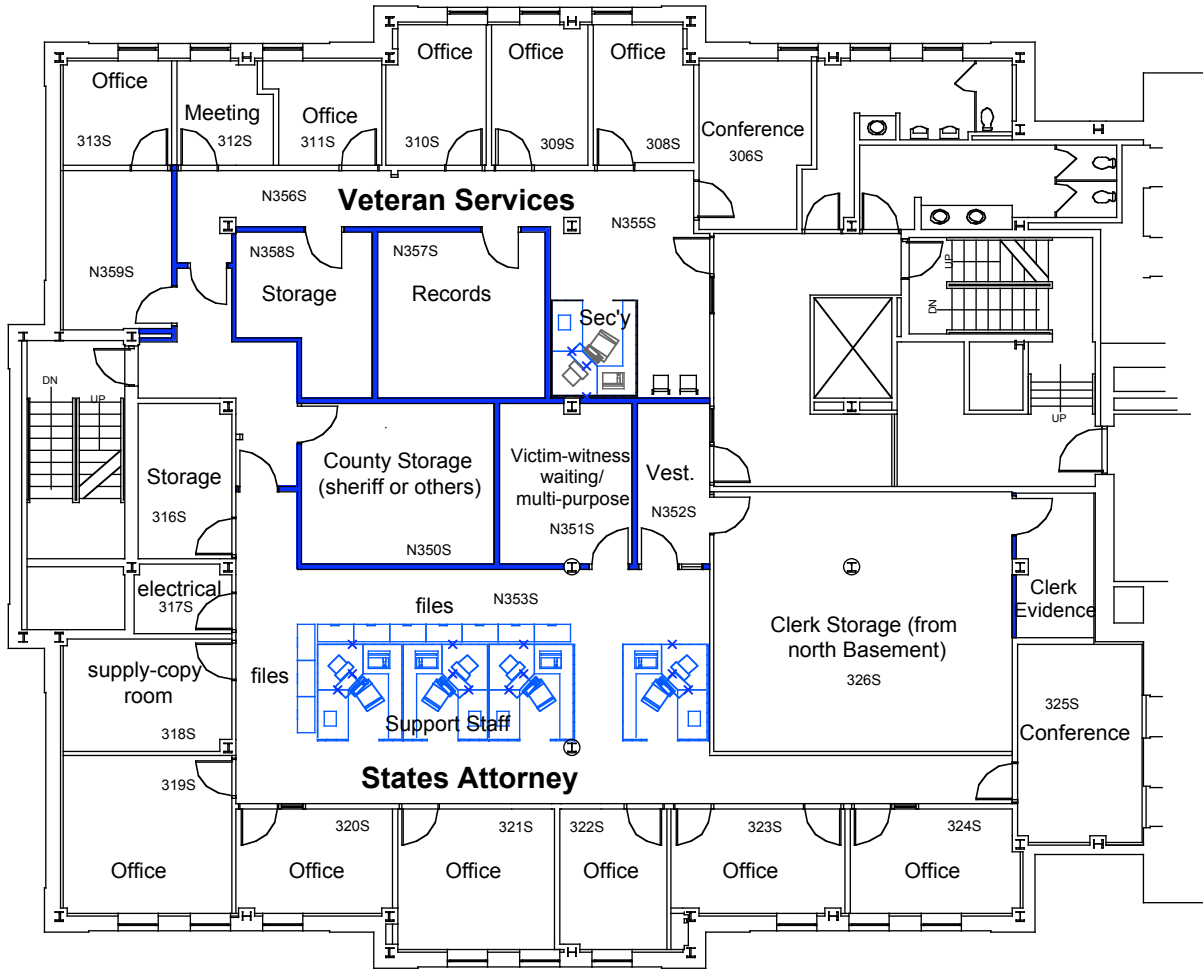 Office
Office
Office
Office
Meeting
Office
Conference
313S
312S
311S
310S
309S
308S
306S
N356S
Veteran Services
N355S
N358S
N357S
N359S
Storage
Records
Sec'y
UP
DN
DN
UP
UP
County Storage
(sheriff or others)
N350S
Victim-witness
waiting/
multi-purpose
N351S
Vest.
N352S
Storage
316S
electrical
317S
files
N353S
files
Clerk
Evidence
Clerk Storage (from
north Basement)
326S
supply-copy
room
318S
Support Staff
325S
Conference
States Attorney
319S
320S
321S
322S
323S
324S
Office
Office
Office
Office
Office
Office